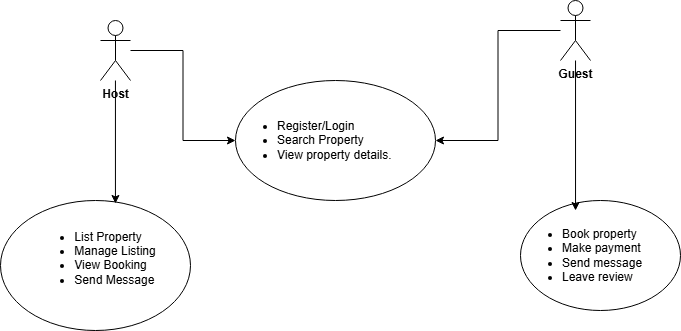 Guest
Host
Register/Login
Search Property
View property details.
List Property
Manage Listing
View Booking
Send Message
Book property
Make payment
Send message
Leave review